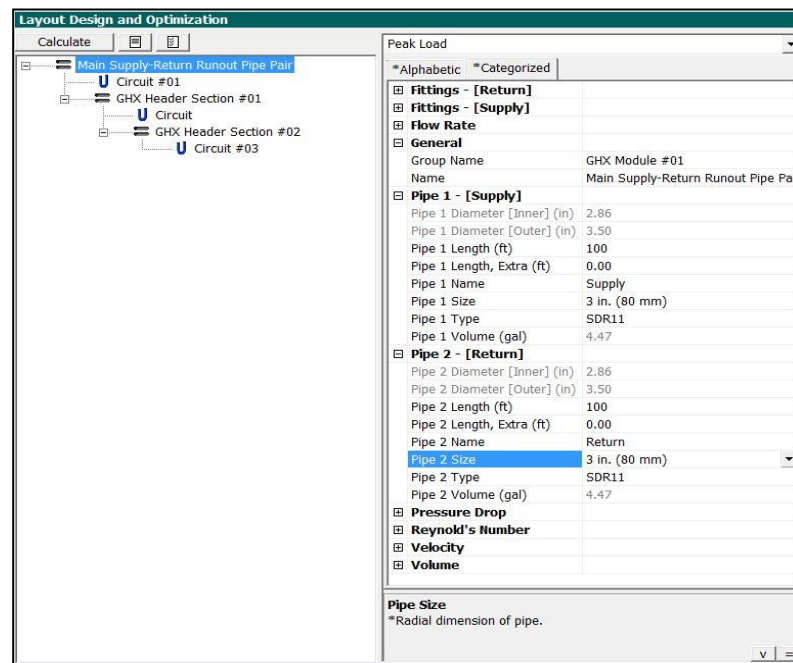 Layout Design and Optimization
Calculate
Main Supply-Return Runout Pipe Pair
Circuit #01
GHX Header Section #01
Circuit
GHX Header Section #02
Circuit #03
Peak Load
*Alphabetic *Categorized
Fittings - [Return]
Fittings - [Supply]
Flow Rate
General
Group Name GHX Module #01
Name Main Supply-Return Runout Pipe Pa
Pipe 1 - [Supply]
Pipe 1 Diameter [Inner] (in) 2.86
Pipe 1 Diameter [Outer] (in) 3.50
Pipe 1 Length (ft) 100
Pipe 1 Length, Extra (ft) 0.00
Pipe 1 Name Supply
Pipe 1 Size 3 in. (80 mm)
Pipe 1 Type SDR11
Pipe 1 Volume (gal) 4.47
Pipe 2 - [Return]
Pipe 2 Diameter [Inner] (in) 2.86
Pipe 2 Diameter [Outer] (in) 3.50
Pipe 2 Length (ft) 100
Pipe 2 Length, Extra (ft) 0.00
Pipe 2 Name Return
Pipe 2 Size 3 in. (80 mm)
Pipe 2 Type SDR11
Pipe 2 Volume (gal) 4.47
Pressure Drop
Reynold's Number
Velocity
Volume
Pipe Size
*Radial dimension of pipe.
v =